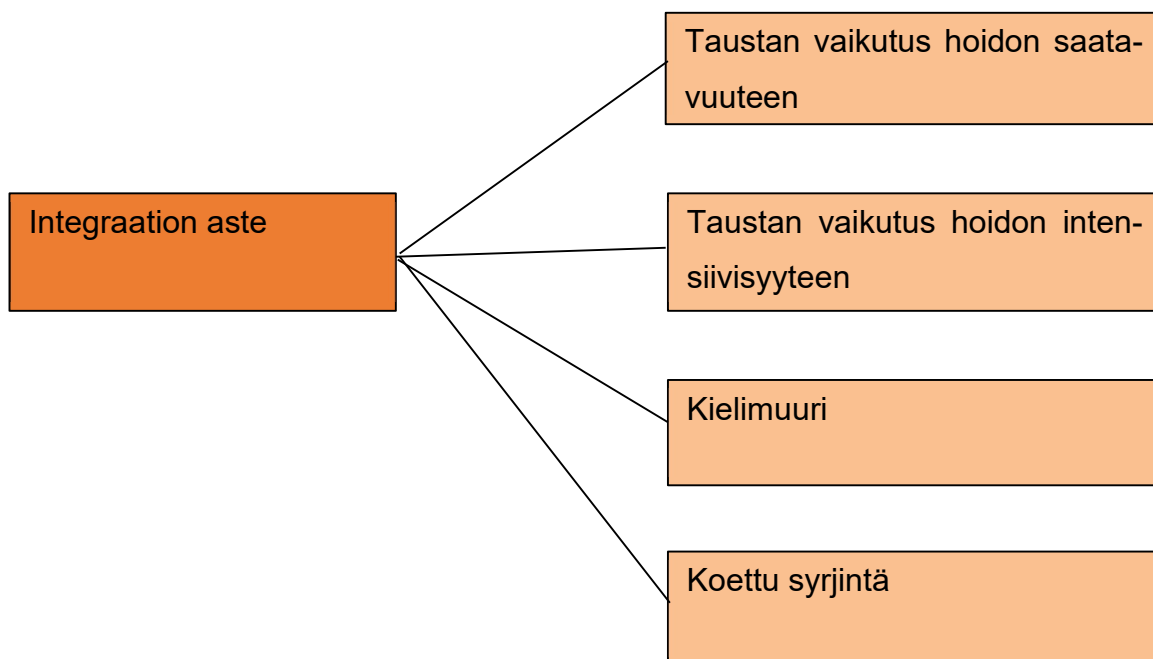 Taustan vaikutus hoidon saata-
vuuteen
Integraation aste
Taustan vaikutus hoidon inten-
siivisyyteen
Kielimuuri
Koettu syrjintä